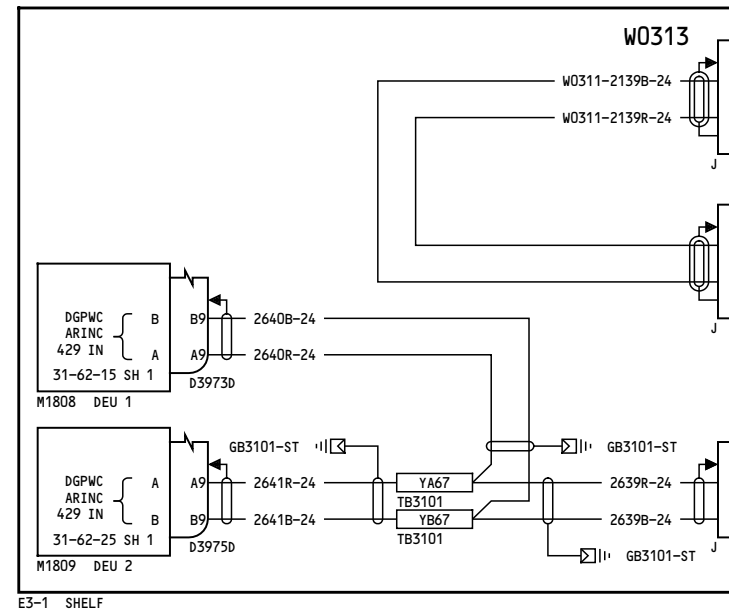 W0313
W0311-2139B-24
W0311-2139R-24
J
J
DGPWC
ARINC
429 IN
B
A
B9
A9
2640B-24
2640R-24
31-62-15 SH 1
D3973D
M1808 DEU 1
GB3101-ST
GB3101-ST
DGPWC
ARINC
429 IN
A
B
A9
B9
2641R-24
2641B-24
YA67
TB3101
YB67
TB3101
2639R-24
2639B-24
J
31-62-25 SH 1
D3975D
GB3101-ST
M1809 DEU 2
E3-1 SHELF